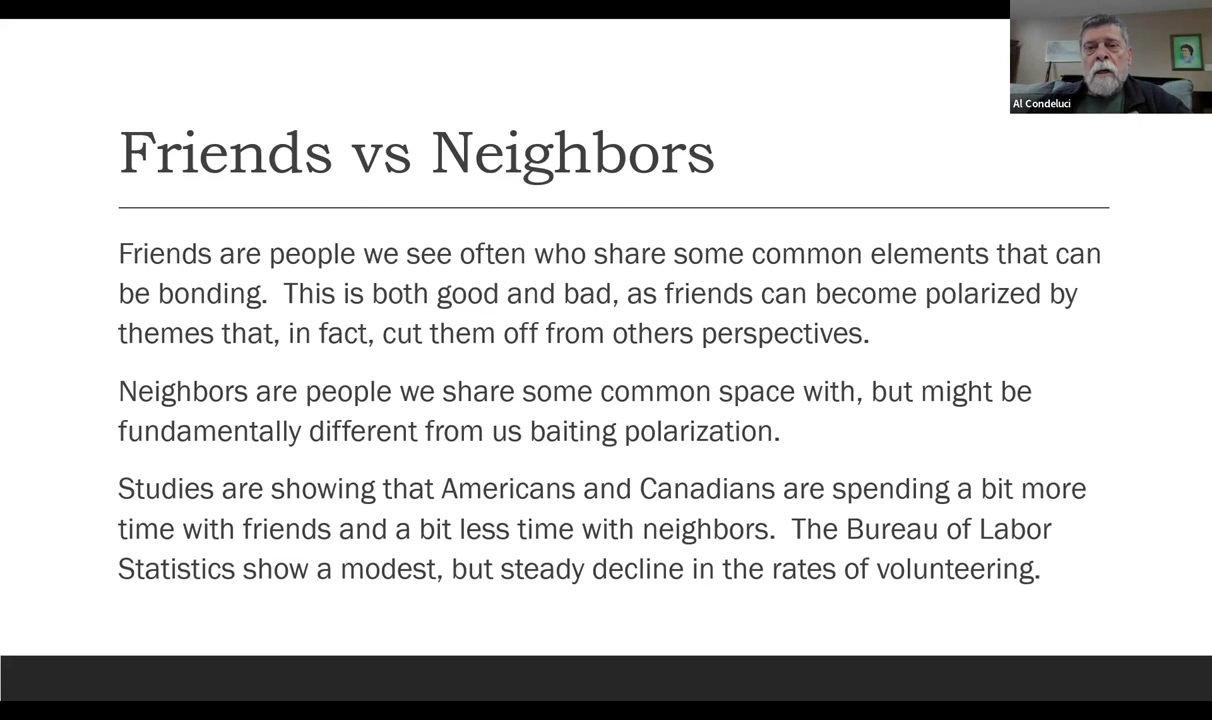 Al Condeluci
Friends vs Neighbors
Friends are people we see often who share some common elements that can
be bonding.  This is both good and bad, as friends can become polarized by
themes that, in fact, cut them off from others perspectives.
Neighbors are people we share some common space with, but might be
fundamentally different from us baiting polarization.
Studies are showing that Americans and Canadians are spending a bit more
time with friends and a bit less time with neighbors.  The Bureau of Labor
Statistics show a modest, but steady decline in the rates of volunteering.